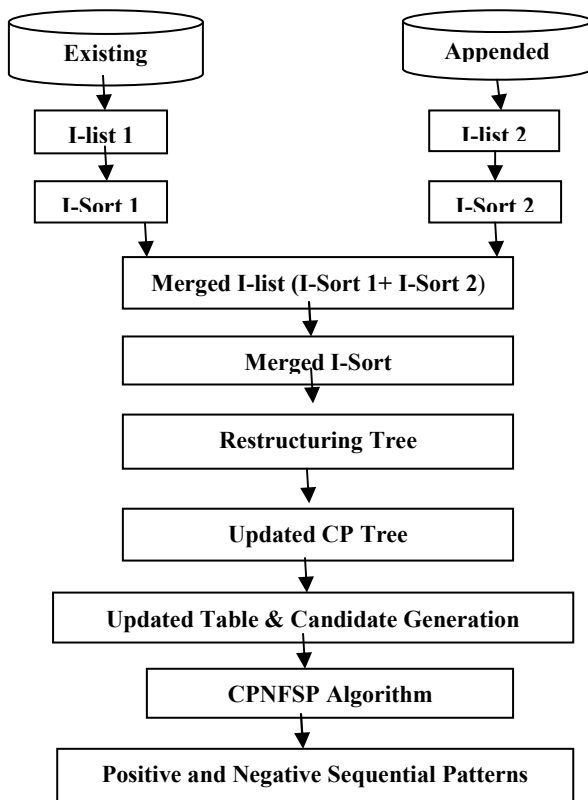 Existing
Appended
I-list 1
I-list 2
I-Sort 1
I-Sort 2
Merged I-list (I-Sort 1+ I-Sort 2)
Merged I-Sort
Restructuring Tree
Updated CP Tree
Updated Table & Candidate Generation
CPNFSP Algorithm
Positive and Negative Sequential Patterns